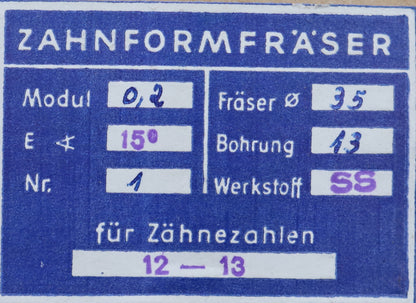 ZAHNFORMFRÄSER
Modul 0,2
E ∢ 15°
Nr. 1
Fräser ⌀ 35
Bohrung 13
Werkstoff SS
für Zähnezahlen
12 — 13